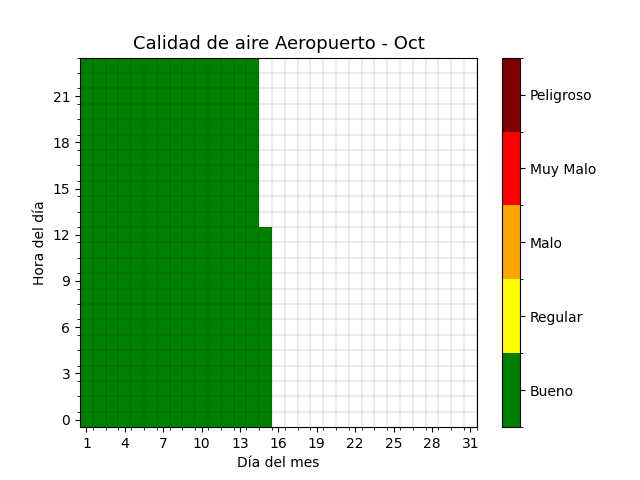 Calidad de aire Aeropuerto - Oct
Hora del día
21
18
15
12
9
6
3
0
1 4 7 10 13 16 19 22 25 28 31
Día del mes
Peligroso
Muy Malo
Malo
Regular
Bueno